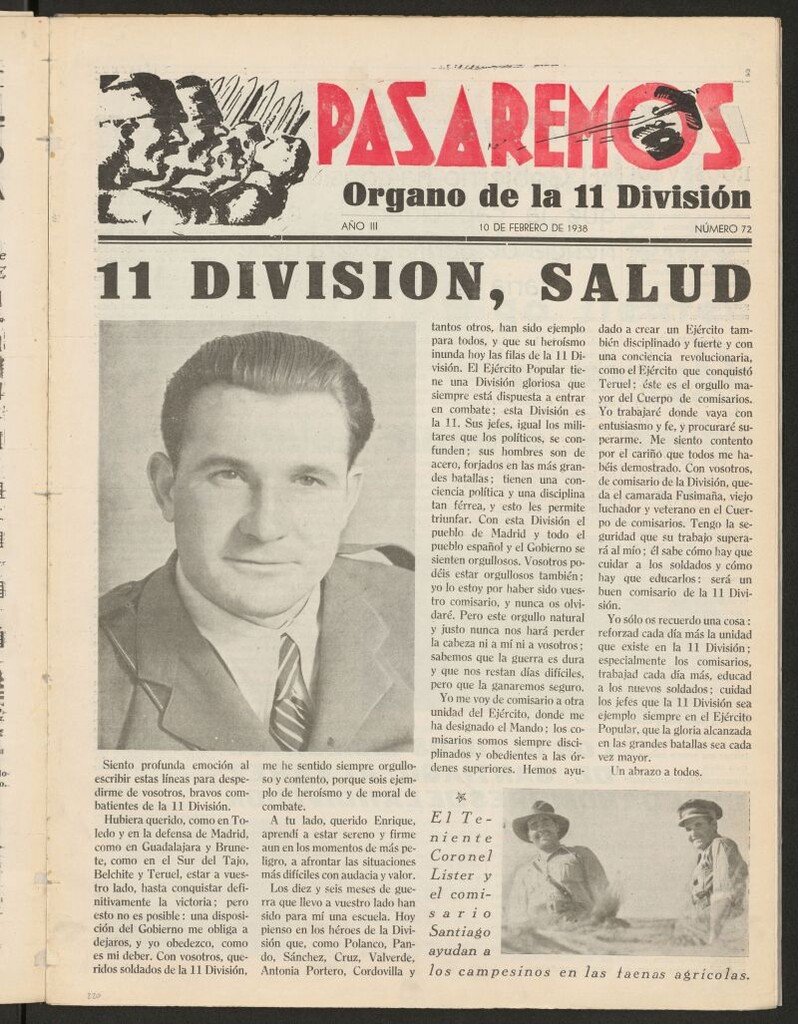 PASAREMOS
Organo de la 11 División
AÑO III
10 DE FEBRERO DE 1938
NÚMERO 72
11 DIVISION, SALUD
Siento profunda emoción al
escribir estas líneas para despe-
dirme de vosotros, bravos com-
batientes de la 11 División.
Hubiera querido, como en To-
ledo y en la defensa de Madrid,
como en Guadalajara y Brune-
te, como en el Sur del Tajo,
Belchite y Teruel, estar a vues-
tro lado, hasta conquistar defi-
nitivamente la victoria; pero
esto no es posible: una disposi-
ción del Gobierno me obliga a
dejaros, y yo obedezco, como
es mi deber. Con vosotros, que-
ridos soldados de la 11 División,
me he sentido siempre orgullo-
so y contento, porque sois ejem-
plo de heroísmo y de moral de
combate.
A tu lado, querido Enrique,
aprendí a estar sereno y firme
aun en los momentos de más pe-
ligro, a afrontar las situaciones
más difíciles con audacia y valor.
Los diez y seis meses de gue-
rra que llevo a vuestro lado han
sido para mí una escuela. Hoy
pienso en los héroes de la Divi-
sión que, como Polanco, Pan-
do, Sánchez, Cruz, Valverde,
Antonia Portero, Cordovilla y
tantos otros, han sido ejemplo
para todos, y que su heroísmo
inunda hoy las filas de la 11 Di-
visión. El Ejército Popular tie-
ne una División gloriosa que
siempre está dispuesta a entrar
en combate; esta División es
la 11. Sus jefes, igual los mili-
tares que los políticos, se con-
funden; sus hombres son de
acero, forjados en las más gran-
des batallas; tienen una con-
ciencia política y una disciplina
tan férrea, y esto les permite
triunfar. Con esta División el
pueblo de Madrid y todo el
pueblo español y el Gobierno se
sienten orgullosos. Vosotros po-
déis estar orgullosos también;
yo lo estoy por haber sido vues-
tro comisario, y nunca os olvi-
daré. Pero este orgullo natural
y justo nunca nos hará perder
la cabeza ni a mí ni a vosotros;
sabemos que la guerra es dura
y que nos restan días difíciles,
pero que la ganaremos seguro.
Yo me voy de comisario a otra
unidad del Ejército, donde me
ha designado el Mando; los co-
misarios somos siempre disci-
plinados y obedientes a las ór-
denes superiores. Hemos ayu-
dado a crear un Ejército tam-
bién disciplinado y fuerte y con
una conciencia revolucionaria,
como el Ejército que conquistó
Teruel; éste es el orgullo ma-
yor del Cuerpo de comisarios.
Yo trabajaré donde vaya con
entusiasmo y fe, y procuraré su-
perarme. Me siento contento
por el cariño que todos me ha-
béis demostrado. Con vosotros,
de comisario de la División, que-
da el camarada Fusimaña, viejo
luchador y veterano en el Cuer-
po de comisarios. Tengo la se-
guridad que su trabajo supera-
rá al mío; él sabe cómo hay que
cuidar a los soldados y cómo
hay que educarlos: será un
buen comisario de la 11 Divi-
sión.
Yo sólo os recuerdo una cosa:
reforzad cada día más la unidad
que existe en la 11 División;
especialmente los comisarios,
trabajad cada día más, educad
a los nuevos soldados; cuidad
los jefes que la 11 División sea
ejemplo siempre en el Ejército
Popular, que la gloria alcanzada
en las grandes batallas sea cada
vez mayor.
Un abrazo a todos.
El Te-
niente
Coronel
Líster y
el comi-
sario
Santiago
ayudan a
los campesinos en las faenas agrícolas.
220